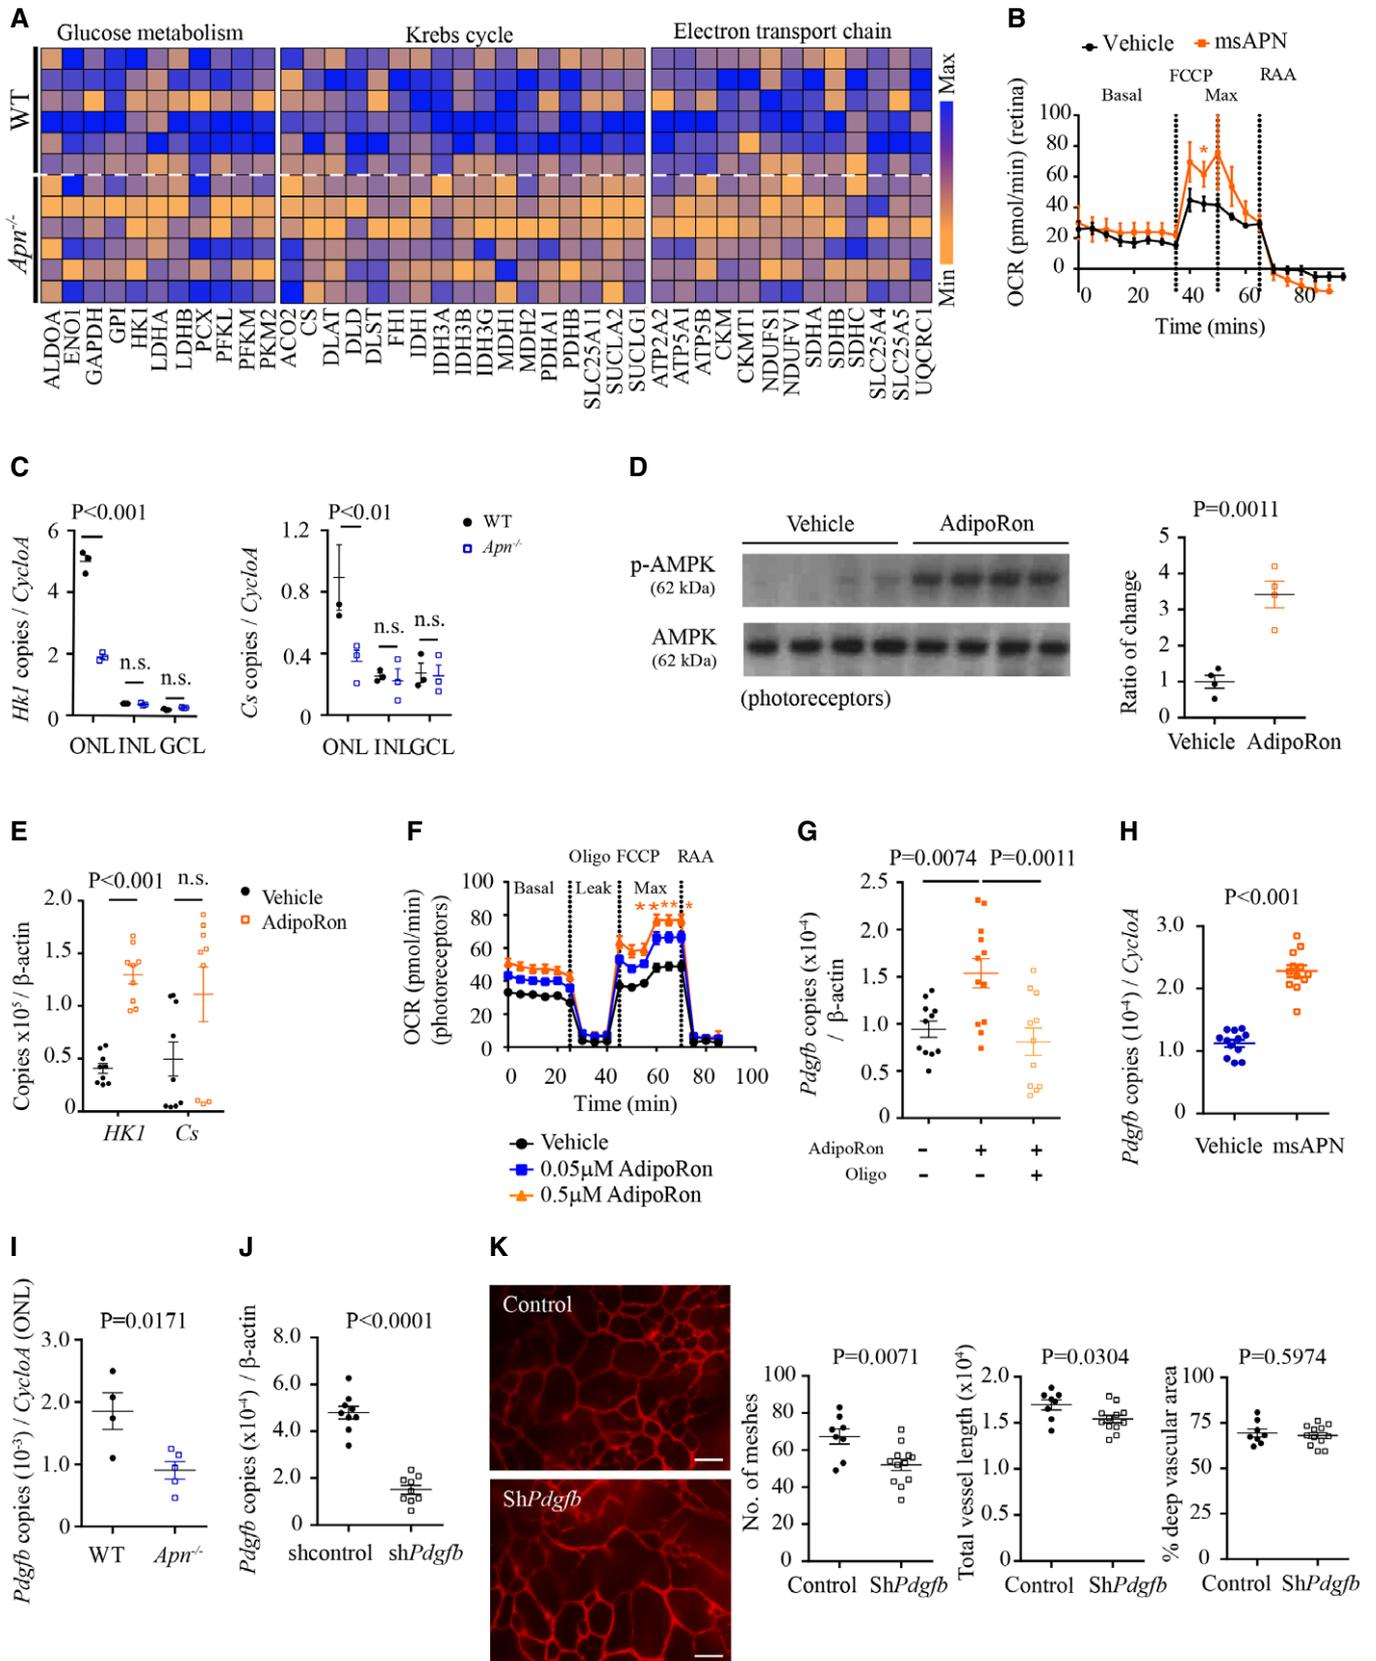 A
Glucose metabolism
Krebs cycle
Electron transport chain
WT
Apn-/-
Max
Min
ALDOA
ENO1
GAPDH
GPI
HK1
LDHA
LDHB
PCX
PFKL
PFKM
PKM2
ACO2
CS
DLAT
DLD
DLST
FH1
IDH1
IDH3A
IDH3B
IDH3G
MDH1
MDH2
PDHA1
PDHB
SLC25A11
SUCLA2
SUCLG1
ATP2A2
ATP5A1
ATP5B
CKM
CKMT1
NDUFS1
NDUFV1
SDHA
SDHB
SDHC
SLC25A4
SLC25A5
UQCRC1
B
Vehicle
msAPN
FCCP
RAA
Basal
Max
OCR (pmol/min) (retina)
100
80
60
40
20
0
*
0 20 40 60 80
Time (mins)
C
P<0.001
Hk1 copies / CycloA
6
4
2
0
n.s.
n.s.
ONL INL GCL
P<0.01
Cs copies / CycloA
1.2
0.8
0.4
0
n.s.
n.s.
ONL INL GCL
WT
Apn-/-
D
Vehicle
AdipoRon
p-AMPK
(62 kDa)
AMPK
(62 kDa)
(photoreceptors)
P=0.0011
Ratio of change
5
4
3
2
1
0
Vehicle AdipoRon
E
P<0.001 n.s.
Vehicle
AdipoRon
Copies x10⁵ / β-actin
2.0
1.5
1.0
0.5
0
HK1 Cs
F
Oligo FCCP RAA
Basal Leak Max
OCR (pmol/min)
(photoreceptors)
100
80
60
40
20
0
*****
0 20 40 60 80 100
Time (min)
Vehicle
0.05μM AdipoRon
0.5μM AdipoRon
G
P=0.0074 P=0.0011
Pdgfb copies (x10⁻⁴)
/ β-actin
2.5
2.0
1.5
1.0
0.5
0
AdipoRon - + +
Oligo - - +
H
P<0.001
Pdgfb copies (10⁻⁴) / CycloA
3.0
2.0
1.0
0
Vehicle msAPN
I
Pdgfb copies (10⁻³) / CycloA (ONL)
P=0.0171
3.0
2.0
1.0
0
WT Apn-/-
J
Pdgfb copies (x10⁻⁴) / β-actin
P<0.0001
8.0
6.0
4.0
2.0
0
shcontrol shPdgfb
K
Control
ShPdgfb
P=0.0071
No. of meshes
100
80
60
40
20
0
Control ShPdgfb
P=0.0304
Total vessel length (x10⁴)
2.0
1.5
1.0
0.5
0
Control ShPdgfb
P=0.5974
% deep vascular area
100
75
50
25
0
Control ShPdgfb